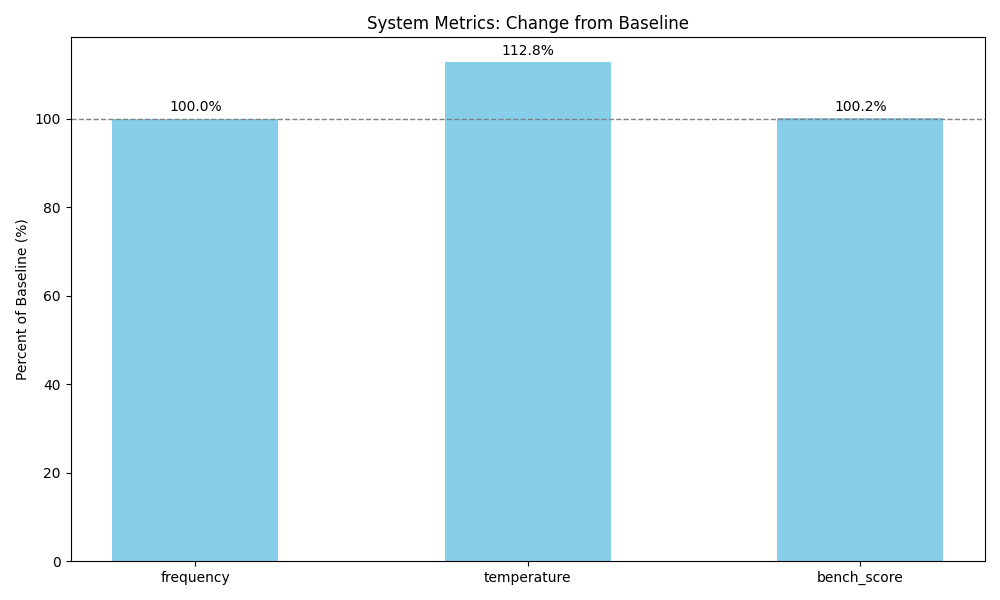 System Metrics: Change from Baseline
112.8%
100.0%
100.2%
100
80
60
40
20
0
Percent of Baseline (%)
frequency
temperature
bench_score